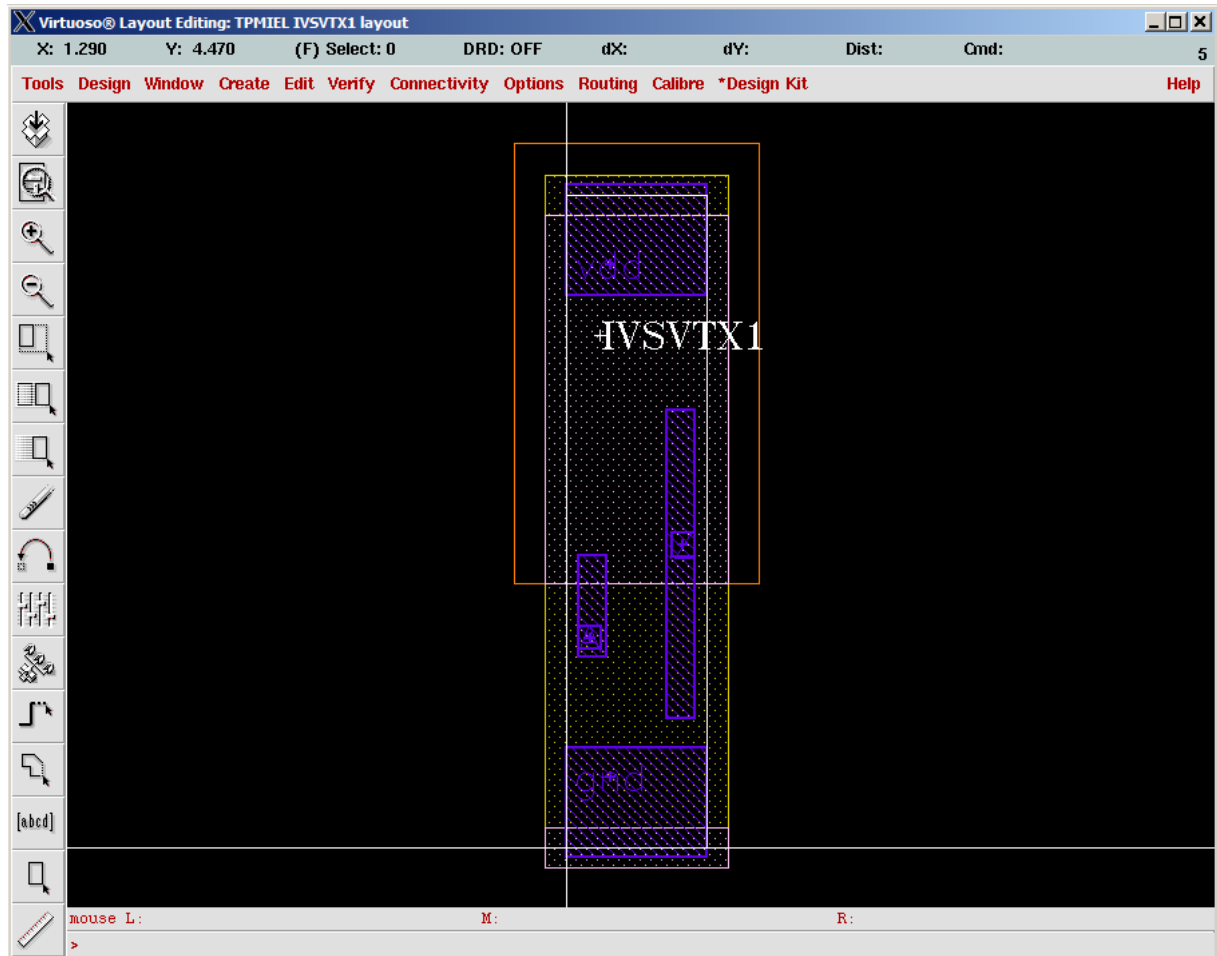 Virtuoso® Layout Editing: TPMIEL IVSVTX1 layout
X: 1.290 Y: 4.470 (F) Select: 0 DRD: OFF dX: dY: Dist: Cmd: 5
Tools Design Window Create Edit Verify Connectivity Options Routing Calibre *Design Kit Help
vdd
IVSVTX1
gnd
[abcd]
mouse L: M: R:
>